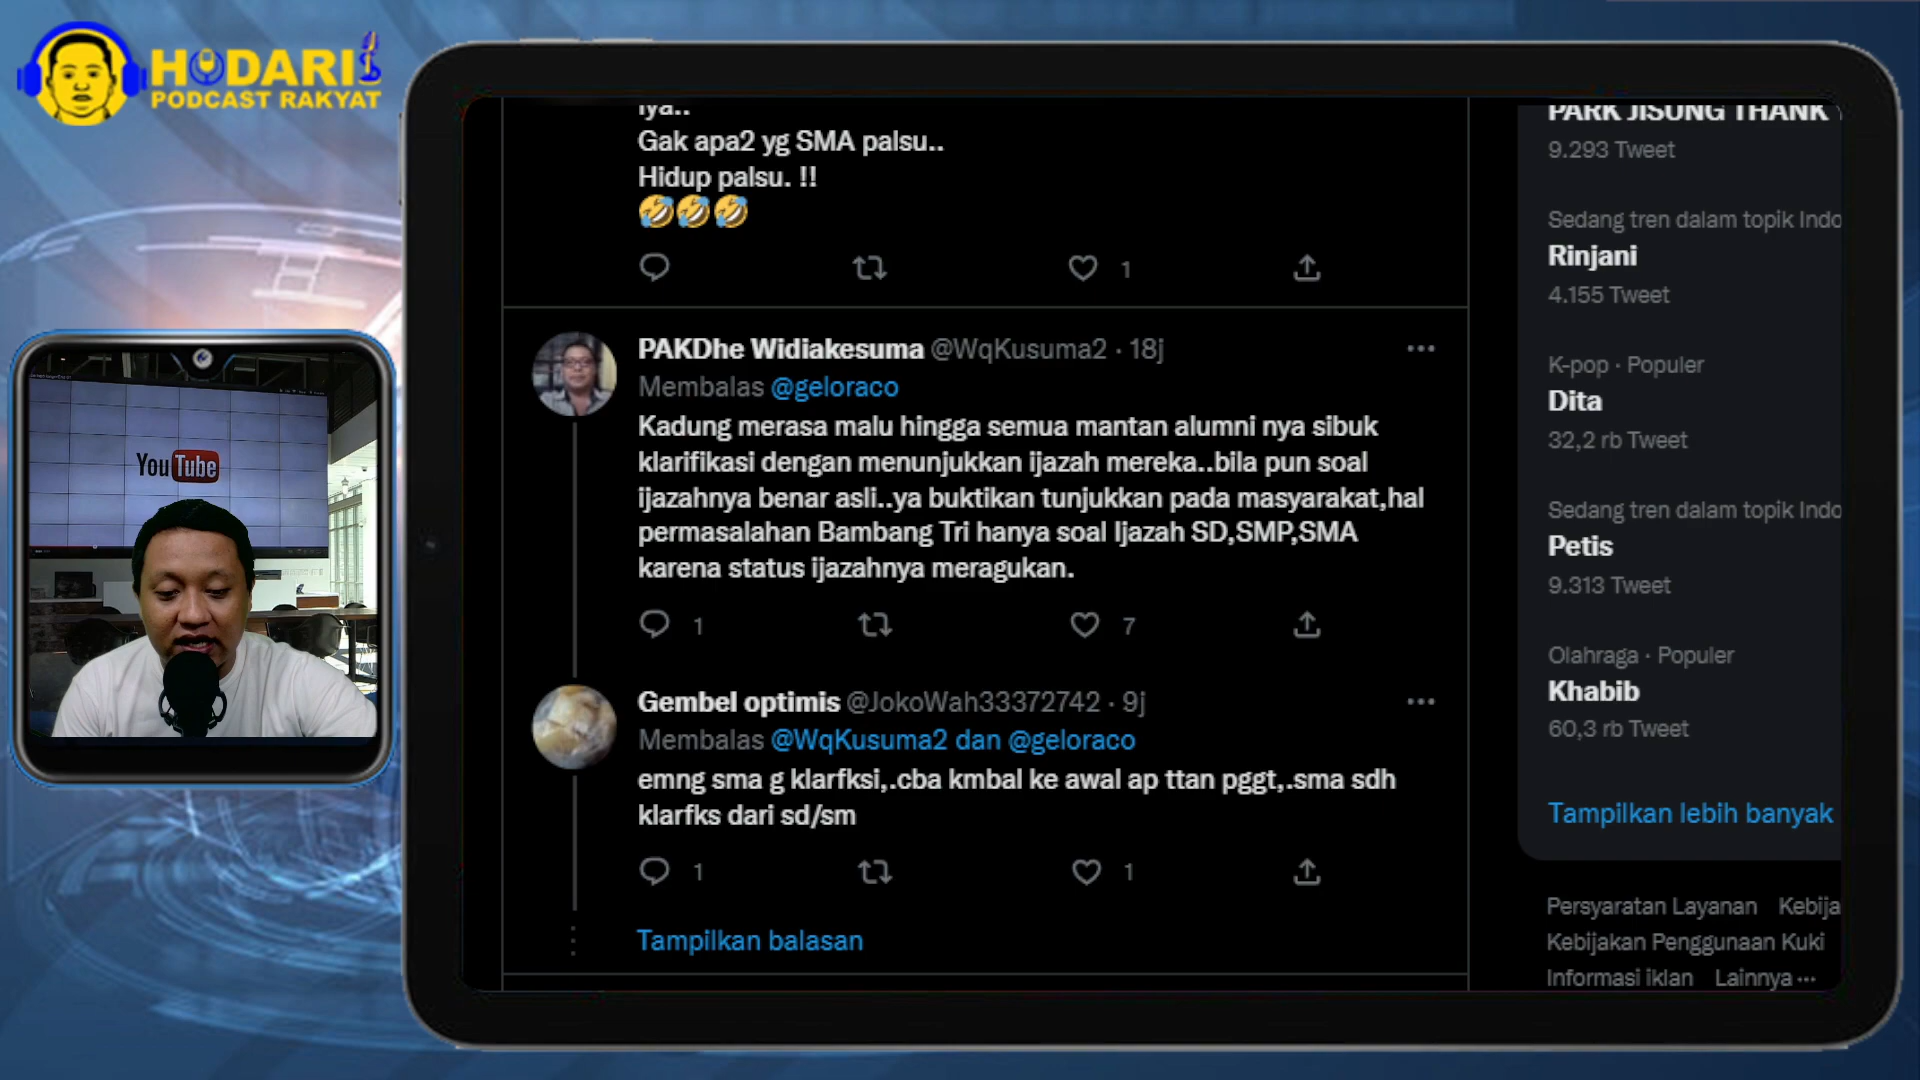 HODARI
PODCAST RAKYAT
YouTube
iya..
Gak apa2 yg SMA palsu..
Hidup palsu. !!
🤣🤣🤣
1
PAKDhe Widiakesuma @WqKusuma2 · 18j
Membalas @geloraco
Kadung merasa malu hingga semua mantan alumni nya sibuk
klarifikasi dengan menunjukkan ijazah mereka..bila pun soal
ijazahnya benar asli..ya buktikan tunjukkan pada masyarakat,hal
permasalahan Bambang Tri hanya soal Ijazah SD,SMP,SMA
karena status ijazahnya meragukan.
1 7
Gembel optimis @JokoWah33372742 · 9j
Membalas @WqKusuma2 dan @geloraco
emng sma g klarfksi,.cba kmbal ke awal ap ttan pggt,.sma sdh
klarfks dari sd/sm
1 1
Tampilkan balasan
PARK JISUNG THANK
9.293 Tweet
Sedang tren dalam topik Indo
Rinjani
4.155 Tweet
K-pop · Populer
Dita
32,2 rb Tweet
Sedang tren dalam topik Indo
Petis
9.313 Tweet
Olahraga · Populer
Khabib
60,3 rb Tweet
Tampilkan lebih banyak
Persyaratan Layanan Kebija
Kebijakan Penggunaan Kuki
Informasi iklan Lainnya ···